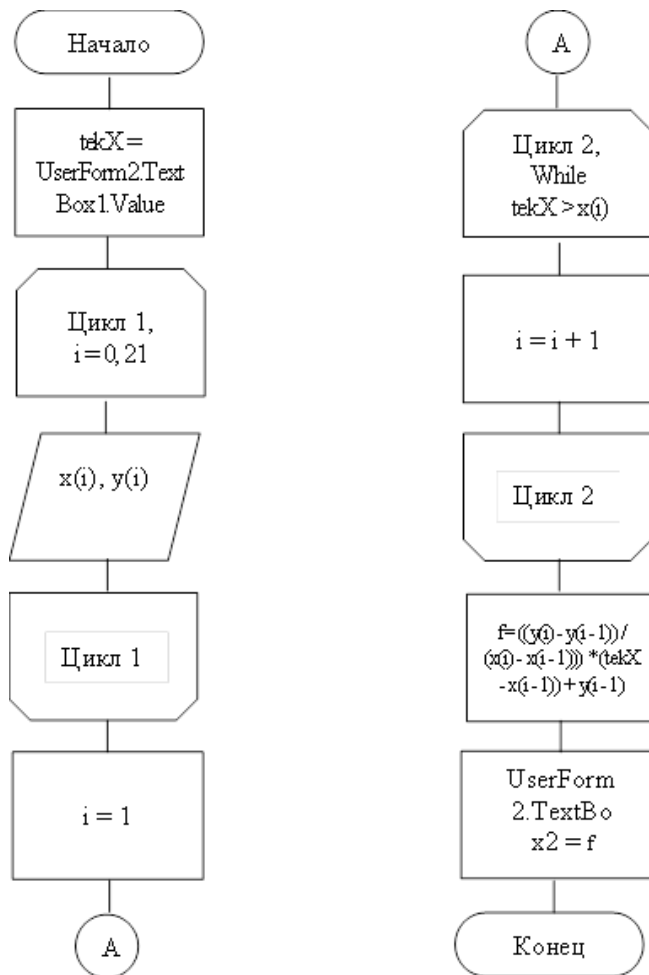 Начало
tekX =
UserForm2.Text
Box1.Value
Цикл 1,
i=0, 21
x(i), y(i)
Цикл 1
i = 1
A
A
Цикл 2,
While
tekX > x(i)
i = i + 1
Цикл 2
f=((y(i)-y(i-1))/
(x(i)-x(i-1)))*(tekX
-x(i-1))+y(i-1)
UserForm
2.TextBo
x2 = f
Конец